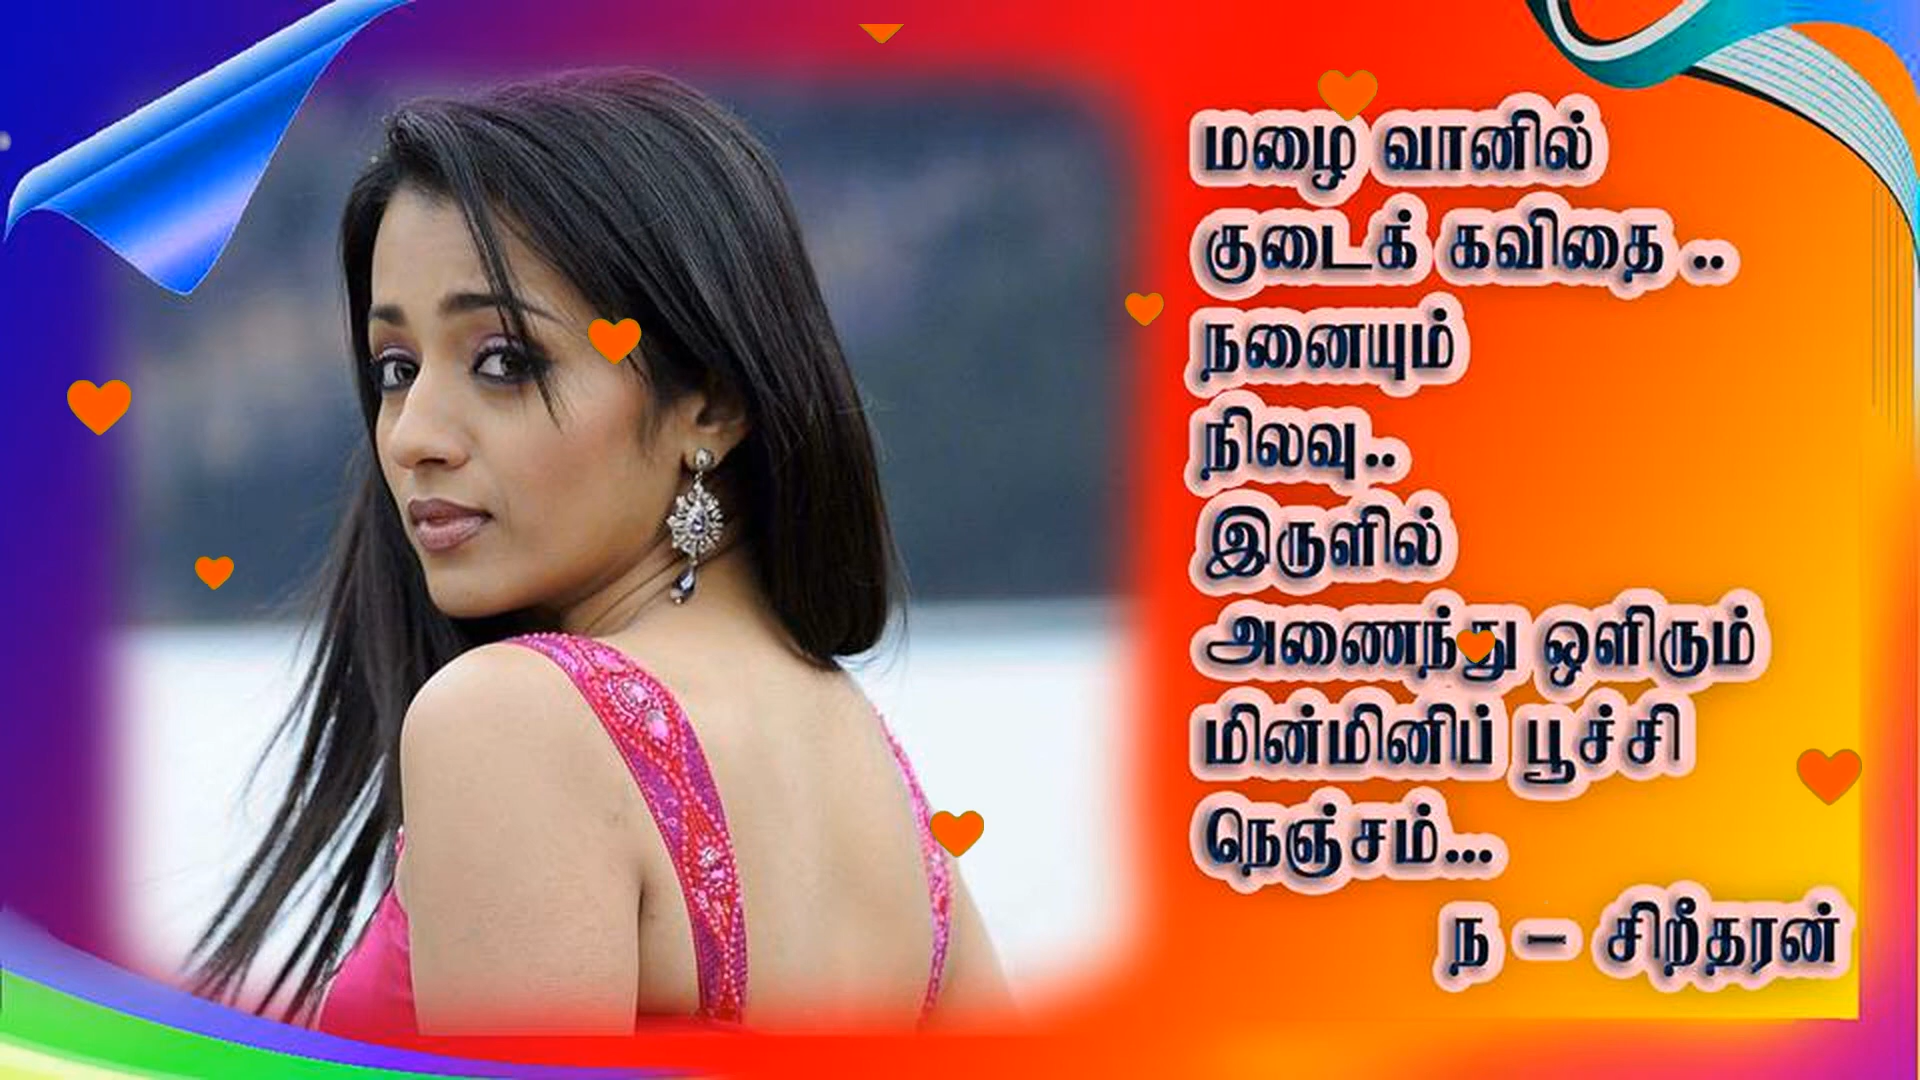 மழை வானில்
குடைக் கவிதை ..
நனையும்
நிலவு..
இருளில்
அணைந்து ஒளிரும்
மின்மினிப் பூச்சி
நெஞ்சம்...
ந - சிறீதரன்